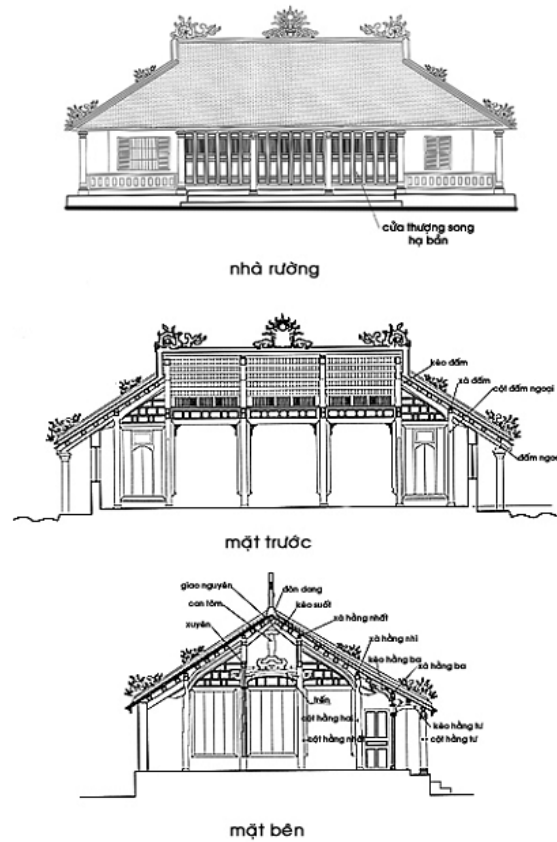 cửa thượng song
hạ bản
nhà rường
kèo đấm
xà đấm
cột đấm ngoại
đấm ngoạ
mặt trước
giao nguyên
đòn dong
con tôm
kèo suốt
xuyên
xà hằng nhất
xà hằng nhì
kèo hằng ba
xà hằng ba
trến
cột hằng hai
kèo hằng tư
cột hằng nhất
cột hằng tư
mặt bên